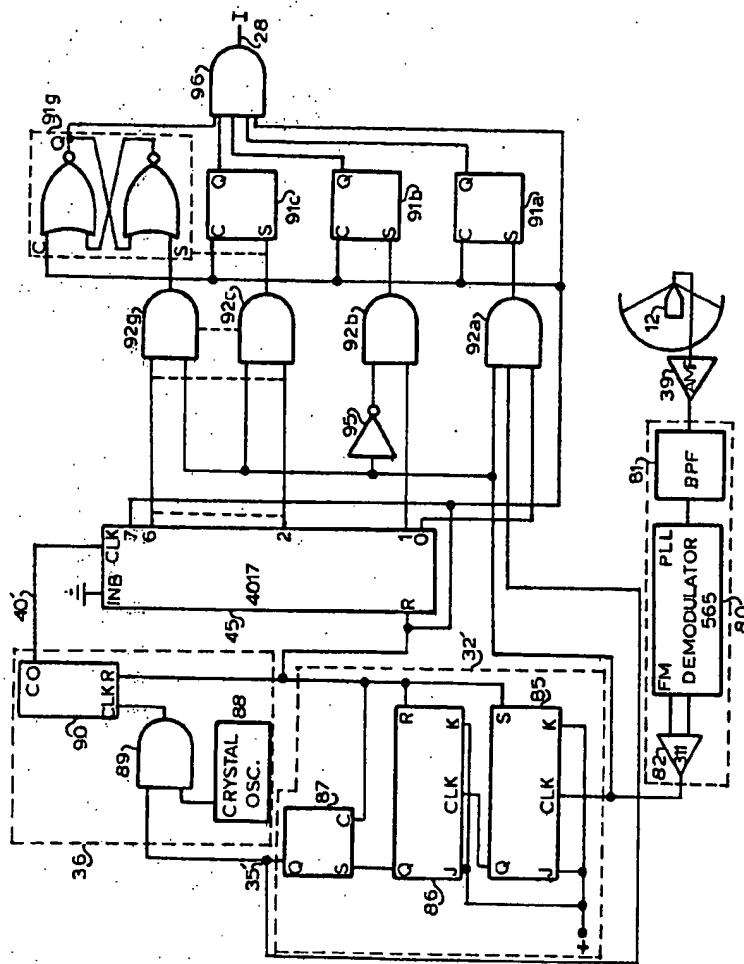 I
28
96
91g
Q
C
S
Q
91c
C
S
Q
91b
C
S
Q
91a
C
S
92g
92c
92b
92a
95
40'
CLK
INB
7
6
2
1
0
4017
45
R
CO
CLK R
90
89
88
CRYSTAL
OSC.
36
35'
32'
87
Q
S
C
86
Q
R
J
CLK
K
85
Q
S
J
CLK
K
+
12
39
AMP
81
BPF
FM
PLL
DEMODULATOR
565
80
82
311